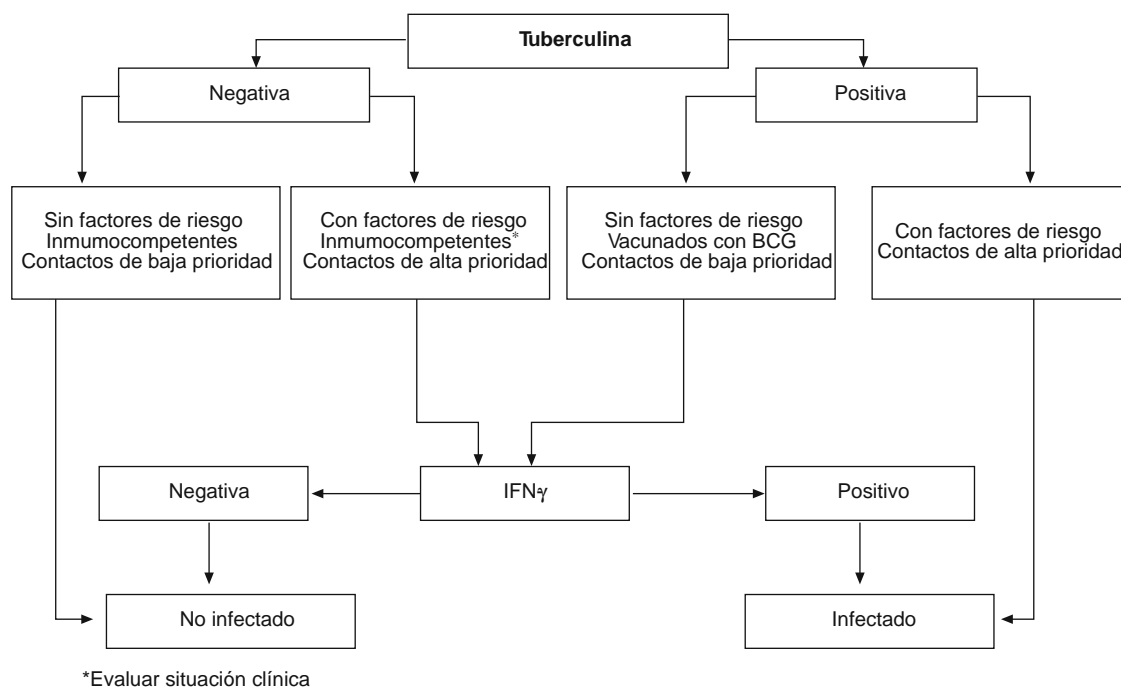 Tuberculina
Negativa
Positiva
Sin factores de riesgo
Inmumocompetentes
Contactos de baja prioridad
Con factores de riesgo
Inmumocompetentes*
Contactos de alta prioridad
Sin factores de riesgo
Vacunados con BCG
Contactos de baja prioridad
Con factores de riesgo
Contactos de alta prioridad
Negativa
IFNγ
Positivo
No infectado
Infectado
*Evaluar situación clínica